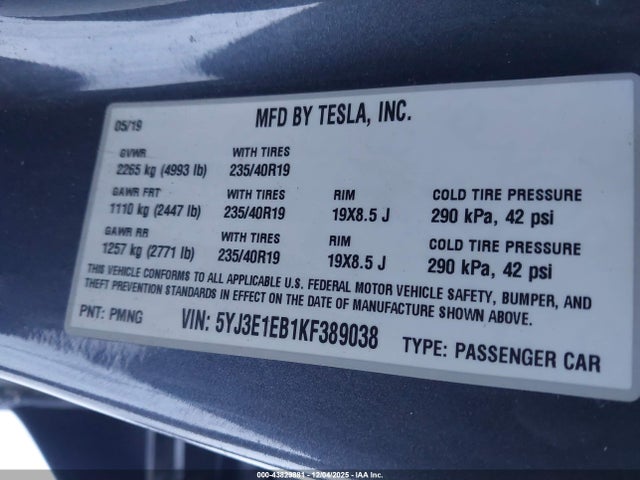 05/19 MFD BY TESLA, INC.
GVWR WITH TIRES
2265 kg (4993 lb) 235/40R19
GAWR FRT WITH TIRES RIM COLD TIRE PRESSURE
1110 kg (2447 lb) 235/40R19 19X8.5 J 290 kPa, 42 psi
GAWR RR WITH TIRES RIM COLD TIRE PRESSURE
1257 kg (2771 lb) 235/40R19 19X8.5 J 290 kPa, 42 psi
THIS VEHICLE CONFORMS TO ALL APPLICABLE U.S. FEDERAL MOTOR VEHICLE SAFETY, BUMPER, AND
THEFT PREVENTION STANDARDS IN EFFECT ON THE DATE OF MANUFACTURE SHOWN ABOVE.
PNT: PMNG VIN: 5YJ3E1EB1KF389038 TYPE: PASSENGER CAR
000-43829881 - 12/04/2025 - IAA Inc.